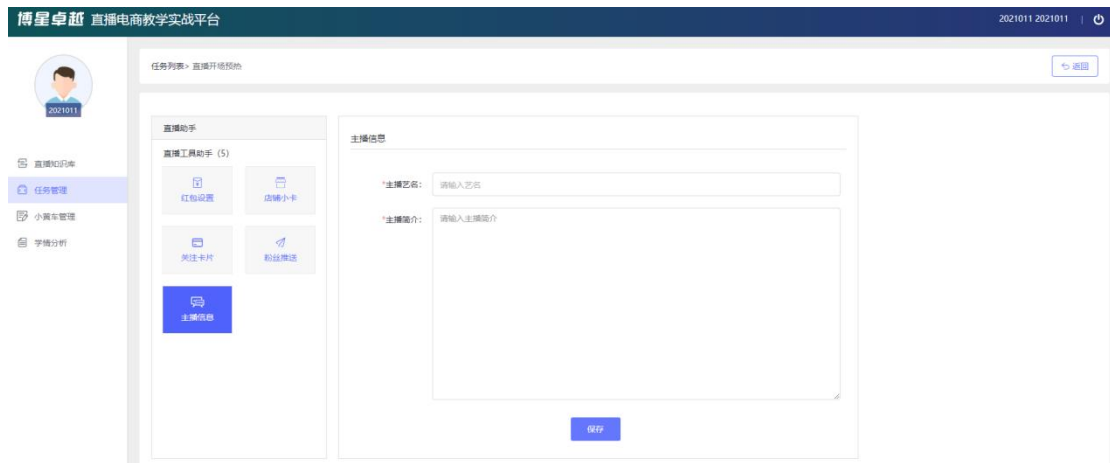 博星卓越 直播电商教学实战平台
2021011 2021011
2021011
直播知识库
任务管理
小黄车管理
学情分析
任务列表> 直播开场预热
返回
直播助手
直播工具助手（5）
红包设置
店铺小卡
关注卡片
粉丝推送
主播信息
主播信息
*主播艺名：
请输入艺名
*主播简介：
请输入主播简介
保存